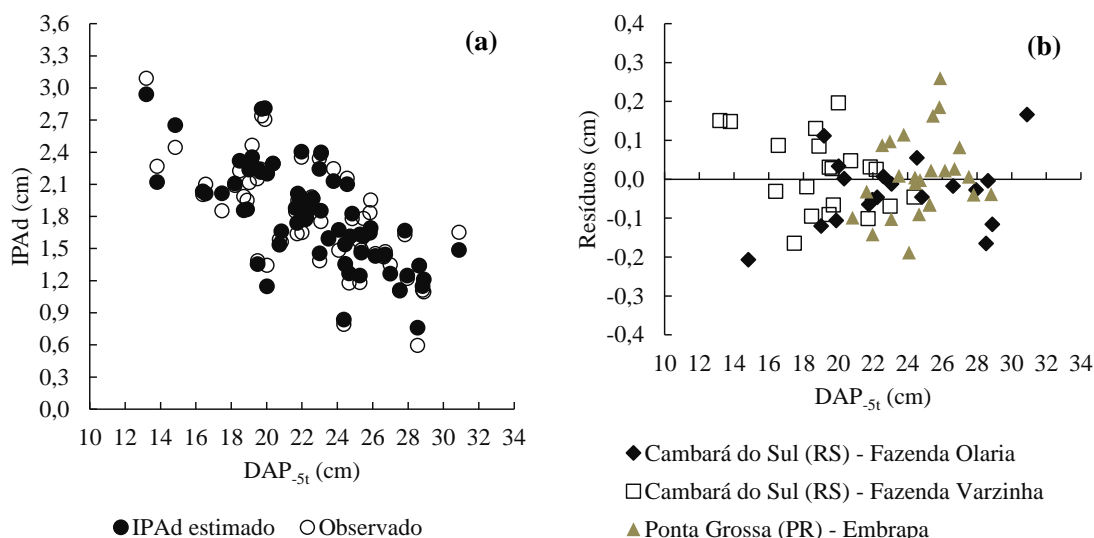 (a)
IPAd (cm)
3,6
3,3
3,0
2,7
2,4
2,1
1,8
1,5
1,2
0,9
0,6
0,3
0,0
10 12 14 16 18 20 22 24 26 28 30 32 34
DAP-5t (cm)
IPAd estimado Observado
(b)
Resíduos (cm)
0,4
0,3
0,2
0,1
0,0
-0,1
-0,2
-0,3
-0,4
10 12 14 16 18 20 22 24 26 28 30 32 34
DAP-5t (cm)
Cambará do Sul (RS) - Fazenda Olaria
Cambará do Sul (RS) - Fazenda Varzinha
Ponta Grossa (PR) - Embrapa